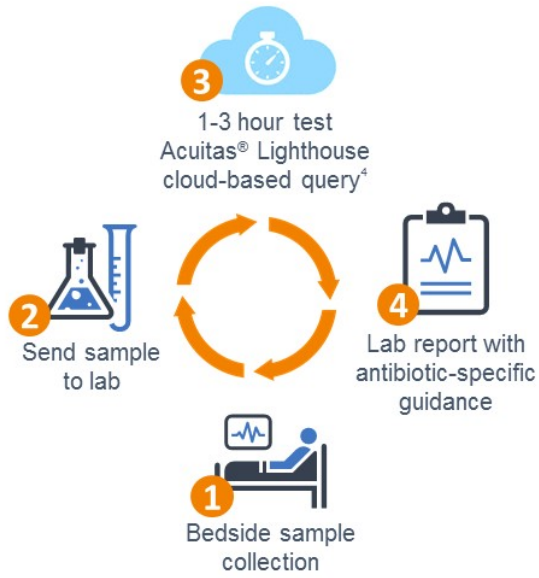 3
1-3 hour test
Acuitas® Lighthouse
cloud-based query⁴
2
Send sample
to lab
4
Lab report with
antibiotic-specific
guidance
1
Bedside sample
collection